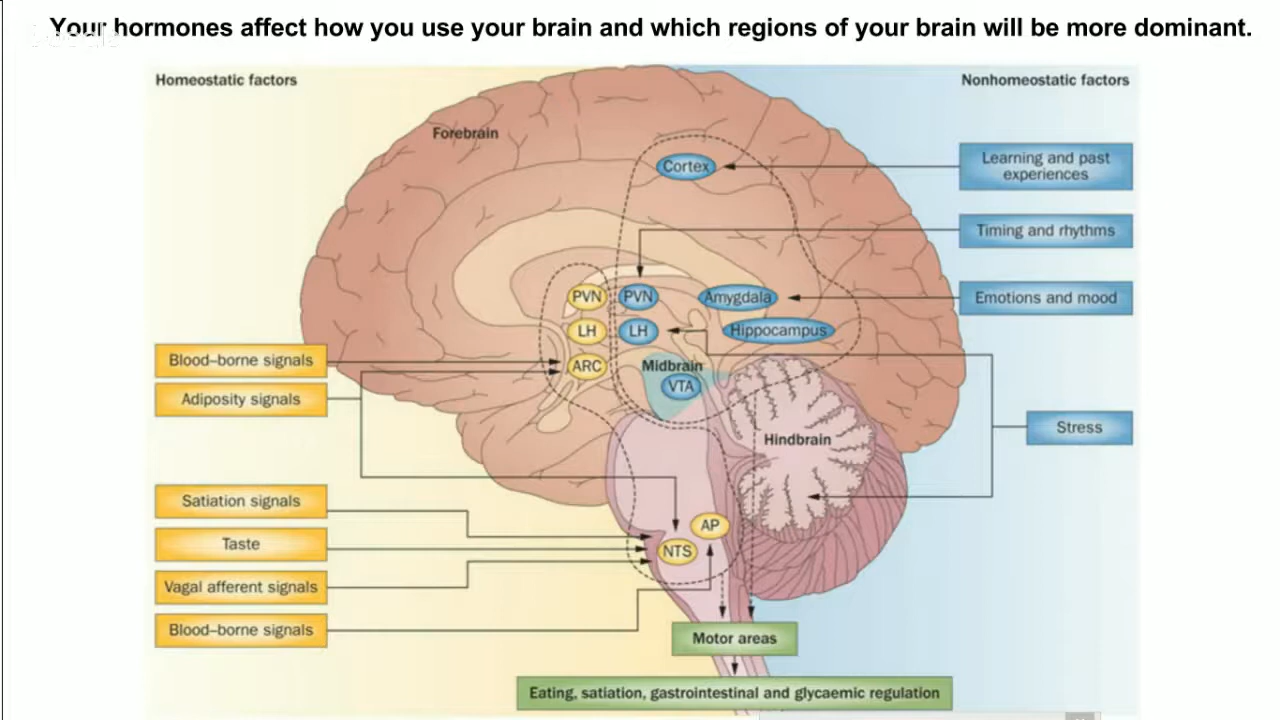 Your hormones affect how you use your brain and which regions of your brain will be more dominant.
Homeostatic factors
Nonhomeostatic factors
Forebrain
Cortex
Learning and past
experiences
Timing and rhythms
PVN
PVN
Amygdala
Emotions and mood
LH
LH
Hippocampus
Blood–borne signals
ARC
Midbrain
VTA
Adiposity signals
Hindbrain
Stress
Satiation signals
AP
Taste
NTS
Vagal afferent signals
Blood–borne signals
Motor areas
Eating, satiation, gastrointestinal and glycaemic regulation